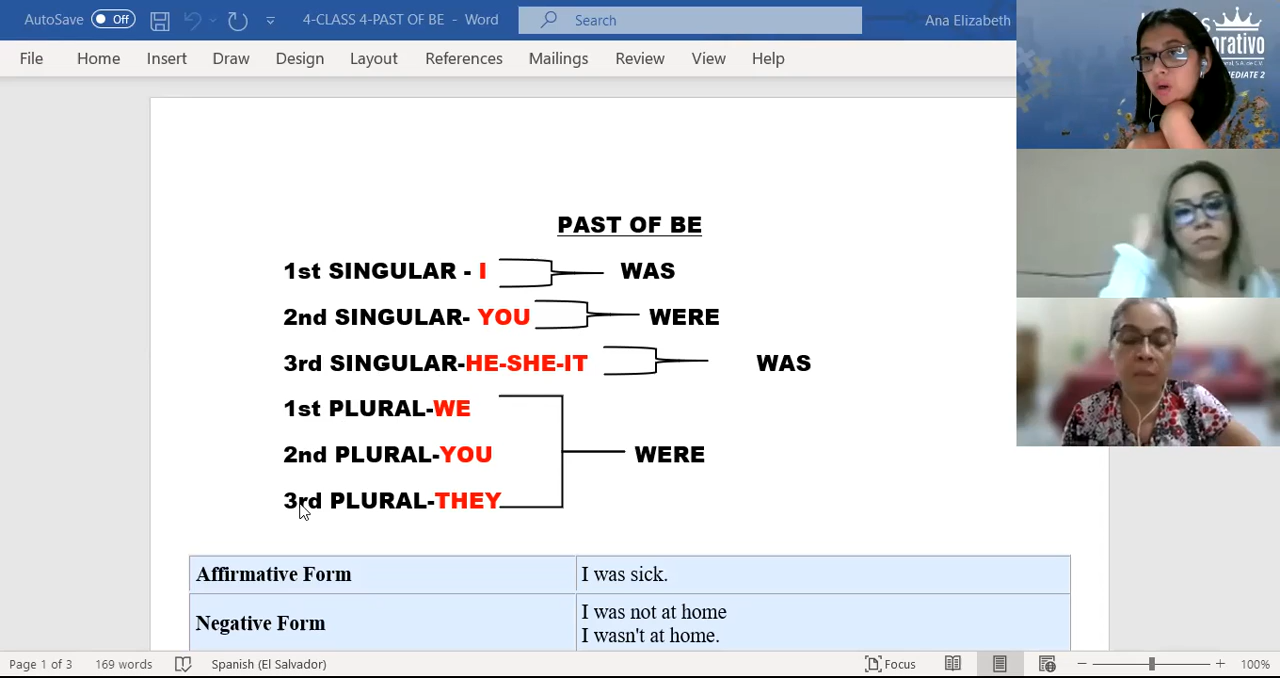 AutoSave Off 4-CLASS 4-PAST OF BE - Word Search Ana Elizabeth
File Home Insert Draw Design Layout References Mailings Review View Help
PAST OF BE
1st SINGULAR - I WAS
2nd SINGULAR- YOU WERE
3rd SINGULAR-HE-SHE-IT WAS
1st PLURAL-WE
2nd PLURAL-YOU WERE
3rd PLURAL-THEY
Affirmative Form I was sick.
Negative Form I was not at home
I wasn't at home.
Page 1 of 3 169 words Spanish (El Salvador) Focus 100%